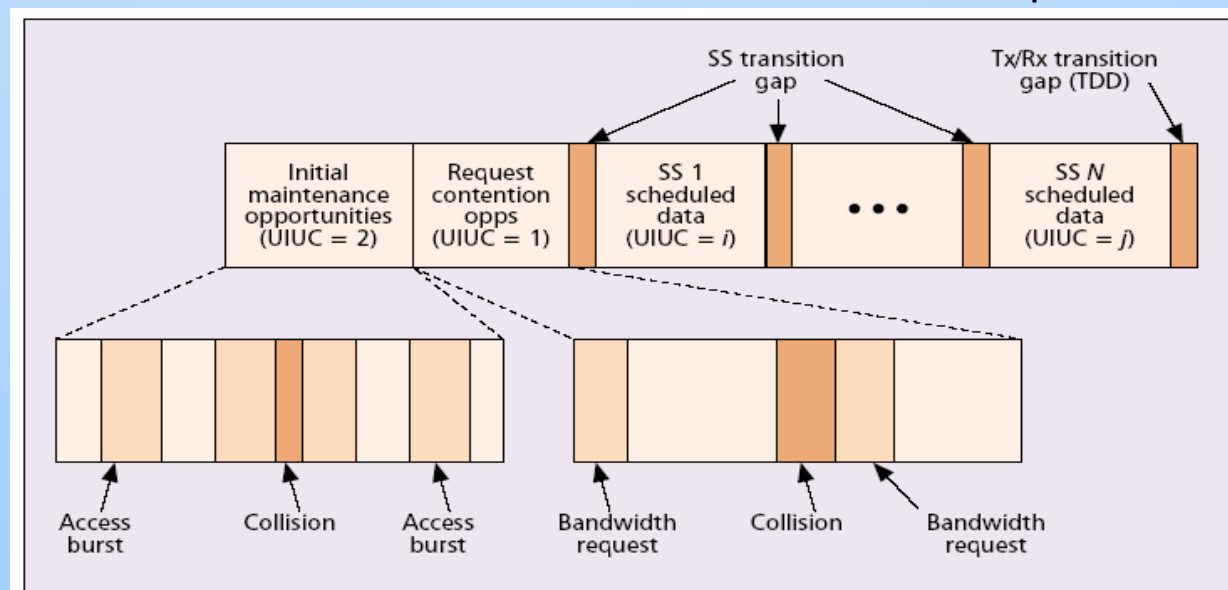 SS transition
gap
Tx/Rx transition
gap (TDD)
Initial
maintenance
opportunities
(UIUC = 2)
Request
contention
opps
(UIUC = 1)
SS 1
scheduled
data
(UIUC = i)
• • •
SS N
scheduled
data
(UIUC = j)
Access
burst
Collision
Access
burst
Bandwidth
request
Collision
Bandwidth
request